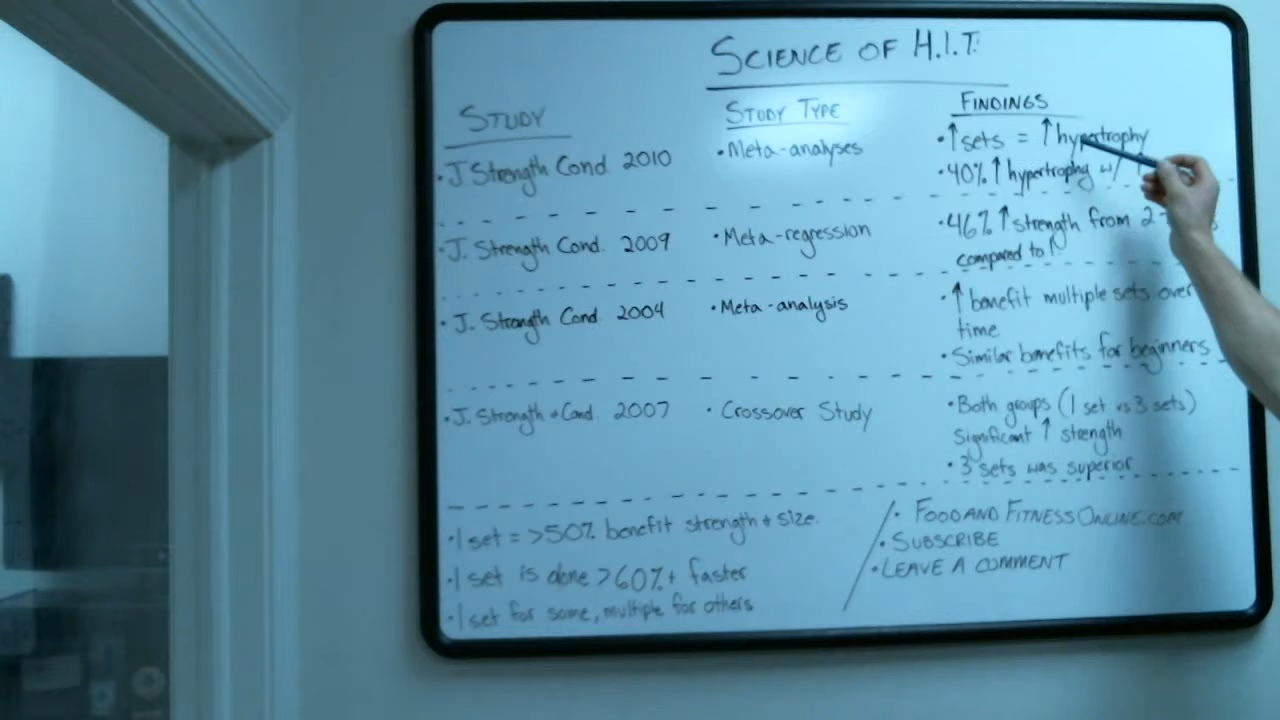 SCIENCE OF H.I.T.
STUDY
STUDY TYPE
FINDINGS
• J Strength Cond. 2010
• Meta-analyses
• ↑ sets = ↑ hypertrophy
• 40% ↑ hypertrophy w/
• J. Strength Cond. 2009
• Meta-regression
• 46% ↑ strength from 2-
compared to 1
• J. Strength Cond 2004
• Meta-analysis
• ↑ benefit multiple sets over
time
• Similar benefits for beginners
• J. Strength + Cond. 2007
• Crossover Study
• Both groups (1 set vs 3 sets)
Significant ↑ strength
• 3 sets was superior
• 1 set = >50% benefit strength + size.
• 1 set is done >60%+ faster
• 1 set for some, multiple for others
• FOODANDFITNESSONLINE.COM
• SUBSCRIBE
• LEAVE A COMMENT